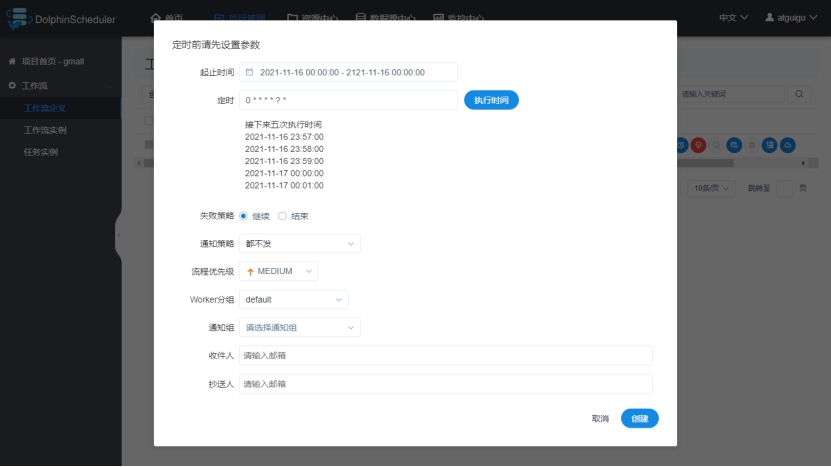 DolphinScheduler
首页
项目管理
资源中心
数据源中心
监控中心
中文
atguigu
项目首页 - gmall
工作流
工作流定义
工作流实例
任务实例
定时前请先设置参数
起止时间 2021-11-16 00:00:00 - 2121-11-16 00:00:00
定时 0 * * * * ? * 执行时间
接下来五次执行时间
2021-11-16 23:57:00
2021-11-16 23:58:00
2021-11-16 23:59:00
2021-11-17 00:00:00
2021-11-17 00:01:00
失败策略 继续 结束
通知策略 都不发
流程优先级 MEDIUM
Worker分组 default
通知组 请选择通知组
收件人 请输入邮箱
抄送人 请输入邮箱
取消 创建
请输入关键词
10条/页 跳转至 页